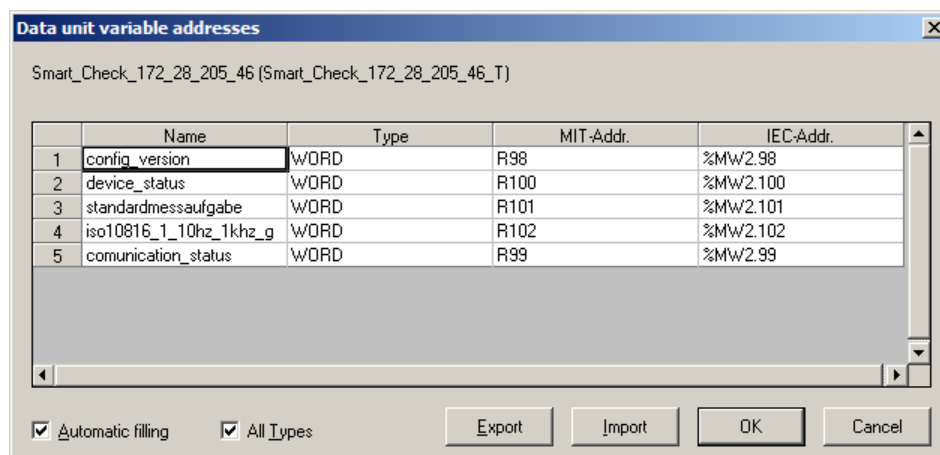 Data unit variable addresses
Smart_Check_172_28_205_46 (Smart_Check_172_28_205_46_T)
Name Type MIT-Addr. IEC-Addr.
1 config_version WORD R98 %MW2.98
2 device_status WORD R100 %MW2.100
3 standardmessaufgabe WORD R101 %MW2.101
4 iso10816_1_10hz_1khz_g WORD R102 %MW2.102
5 comunication_status WORD R99 %MW2.99
Automatic filling All Types Export Import OK Cancel